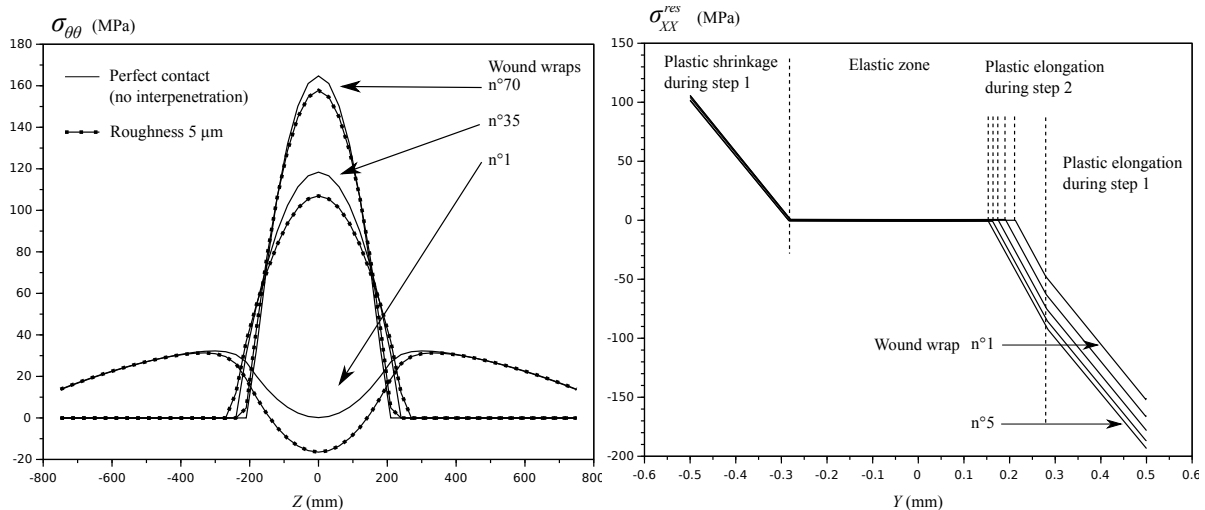 σθθ (MPa)
180
160
140
120
100
80
60
40
20
0
-20
-800
-600
-400
-200
0
200
400
600
800
Z (mm)
Perfect contact
(no interpenetration)
Roughness 5 µm
Wound wraps
n°70
n°35
n°1
σXX^res (MPa)
150
100
50
0
-50
-100
-150
-200
-0.6
-0.5
-0.4
-0.3
-0.2
-0.1
0
0.1
0.2
0.3
0.4
0.5
0.6
Y (mm)
Plastic shrinkage
during step 1
Elastic zone
Plastic elongation
during step 2
Plastic elongation
during step 1
Wound wrap n°1
n°5